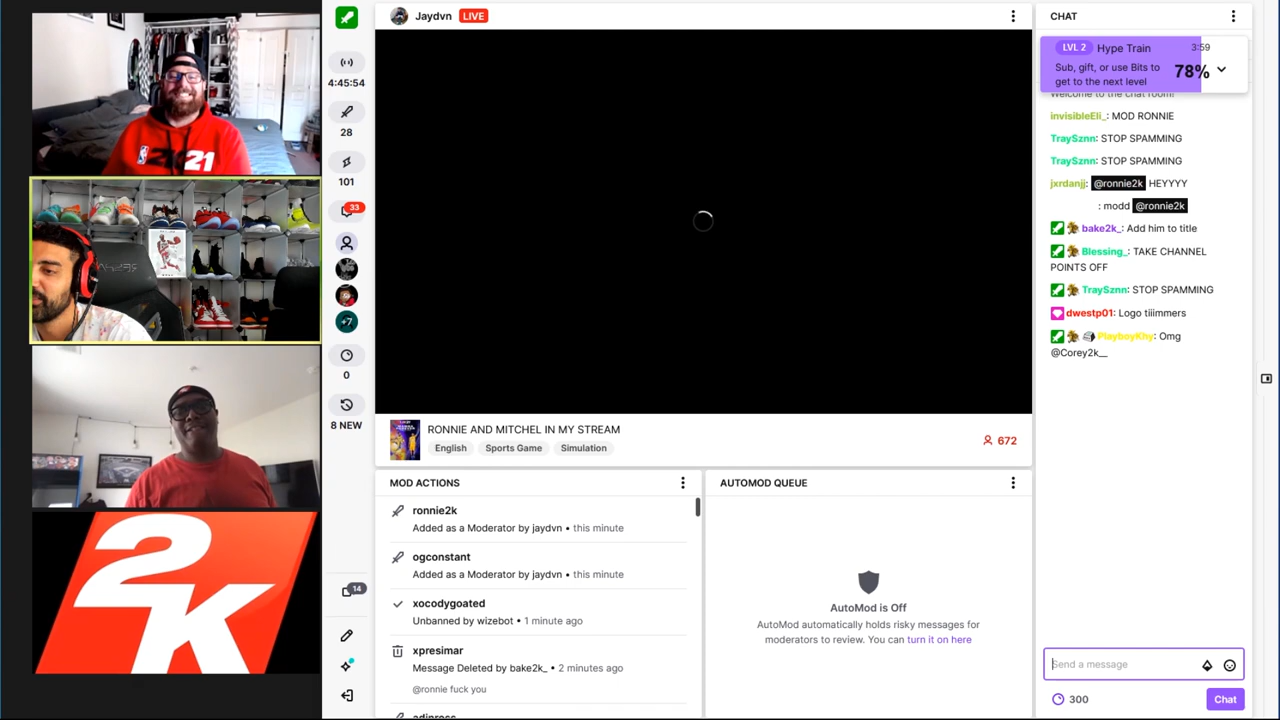 21
Jaydvn LIVE
4:45:54
28
101
33
+7
0
8 NEW
14
RONNIE AND MITCHEL IN MY STREAM
English Sports Game Simulation
672
MOD ACTIONS
ronnie2k
Added as a Moderator by jaydvn • this minute
ogconstant
Added as a Moderator by jaydvn • this minute
xocodygoated
Unbanned by wizebot • 1 minute ago
xpresimar
Message Deleted by bake2k_ • 2 minutes ago
@ronnie fuck you
AUTOMOD QUEUE
AutoMod is Off
AutoMod automatically holds risky messages for
moderators to review. You can turn it on here
CHAT
LVL 2 Hype Train 3:59
Sub, gift, or use Bits to
get to the next level
78%
Welcome to the chat room!
invisibleEli_: MOD RONNIE
TraySznn: STOP SPAMMING
TraySznn: STOP SPAMMING
jxrdanjj: @ronnie2k HEYYYY
: modd @ronnie2k
bake2k_: Add him to title
Blessing_: TAKE CHANNEL
POINTS OFF
TraySznn: STOP SPAMMING
dwestp01: Logo tiiimmers
PlayboyKhy: Omg
@Corey2k__
Send a message
300
Chat
2K